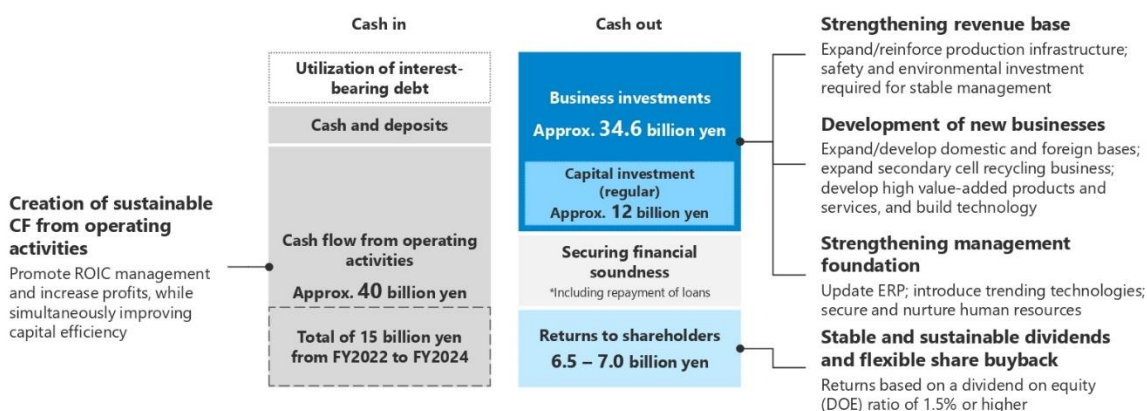 Cash in
Utilization of interest-
bearing debt
Cash and deposits
Creation of sustainable
CF from operating
activities
Promote ROIC management
and increase profits, while
simultaneously improving
capital efficiency
Cash flow from operating
activities
Approx. 40 billion yen
Total of 15 billion yen
from FY2022 to FY2024
Cash out
Business investments
Approx. 34.6 billion yen
Capital investment
(regular)
Approx. 12 billion yen
Securing financial
soundness
*Including repayment of loans
Returns to shareholders
6.5 – 7.0 billion yen
Strengthening revenue base
Expand/reinforce production infrastructure;
safety and environmental investment
required for stable management
Development of new businesses
Expand/develop domestic and foreign bases;
expand secondary cell recycling business;
develop high value-added products and
services, and build technology
Strengthening management
foundation
Update ERP; introduce trending technologies;
secure and nurture human resources
Stable and sustainable dividends
and flexible share buyback
Returns based on a dividend on equity
(DOE) ratio of 1.5% or higher